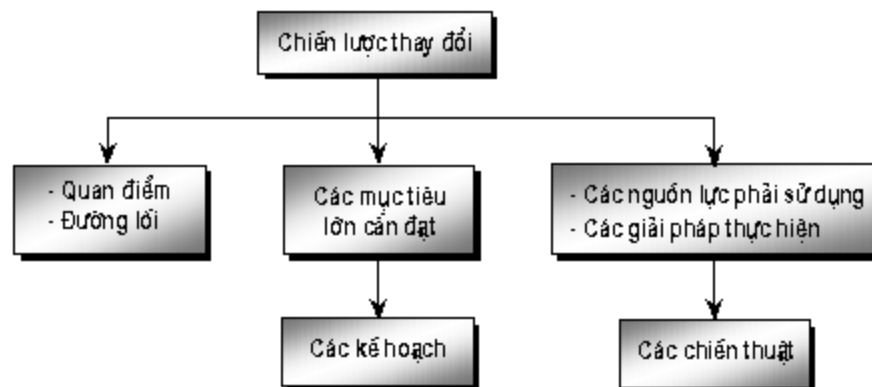 Chiến lược thay đổi
- Quan điểm
- Đường lối
Các mục tiêu
lớn cần đạt
- Các nguồn lực phải sử dụng
- Các giải pháp thực hiện
Các kế hoạch
Các chiến thuật